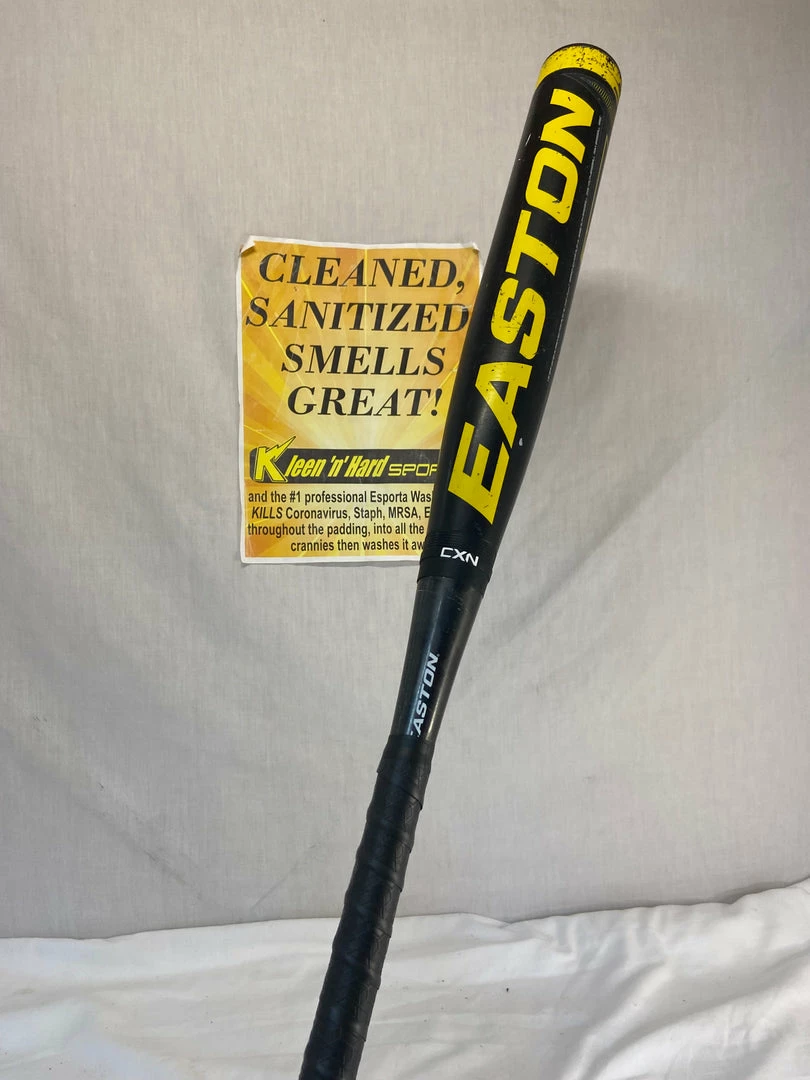 CLEANED,
SANITIZED
SMELLS
GREAT!
Kleen 'n' Hard
and the #1 professional Esporta
KILLS Coronavirus, Staph, MRSA,
throughout the padding, into all the
crannies then washes it
EASTON
CXN
EASTON